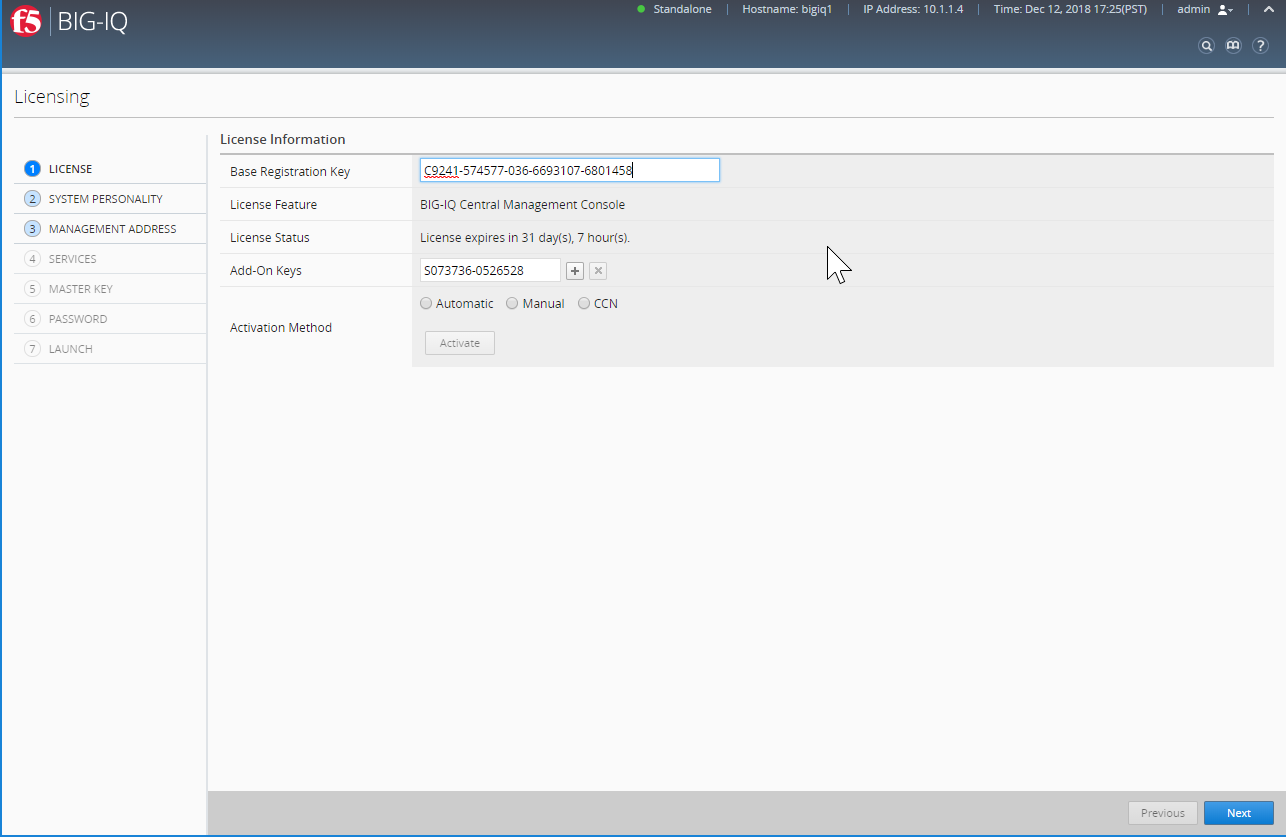 f5 BIG-IQ
Standalone | Hostname: bigiq1 | IP Address: 10.1.1.4 | Time: Dec 12, 2018 17:25(PST) | admin
?
Licensing
1 LICENSE
2 SYSTEM PERSONALITY
3 MANAGEMENT ADDRESS
4 SERVICES
5 MASTER KEY
6 PASSWORD
7 LAUNCH
License Information
Base Registration Key C9241-574577-036-6693107-6801458
License Feature BIG-IQ Central Management Console
License Status License expires in 31 day(s), 7 hour(s).
Add-On Keys S073736-0526528 + ×
Activation Method Automatic Manual CCN
Activate
Previous Next